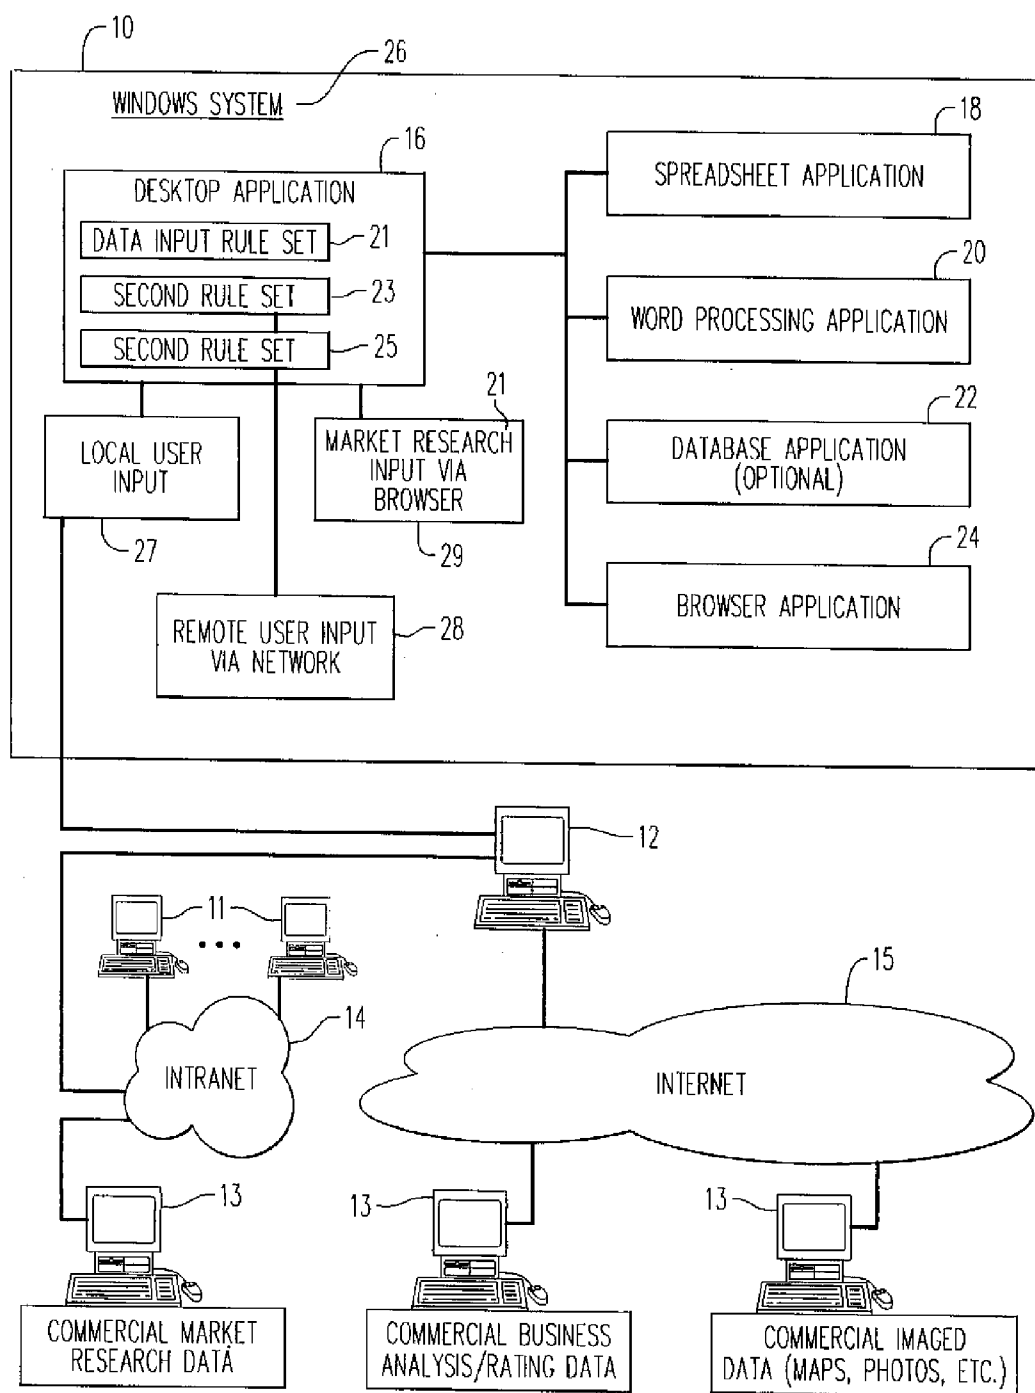 10
26
WINDOWS SYSTEM
16
18
DESKTOP APPLICATION
SPREADSHEET APPLICATION
DATA INPUT RULE SET
21
SECOND RULE SET
23
20
WORD PROCESSING APPLICATION
SECOND RULE SET
25
LOCAL USER
INPUT
27
21
MARKET RESEARCH
INPUT VIA
BROWSER
29
22
DATABASE APPLICATION
(OPTIONAL)
24
BROWSER APPLICATION
REMOTE USER INPUT
VIA NETWORK
28
12
11
14
INTRANET
15
INTERNET
13
13
13
COMMERCIAL MARKET
RESEARCH DATA
COMMERCIAL BUSINESS
ANALYSIS/RATING DATA
COMMERCIAL IMAGED
DATA (MAPS, PHOTOS, ETC.)